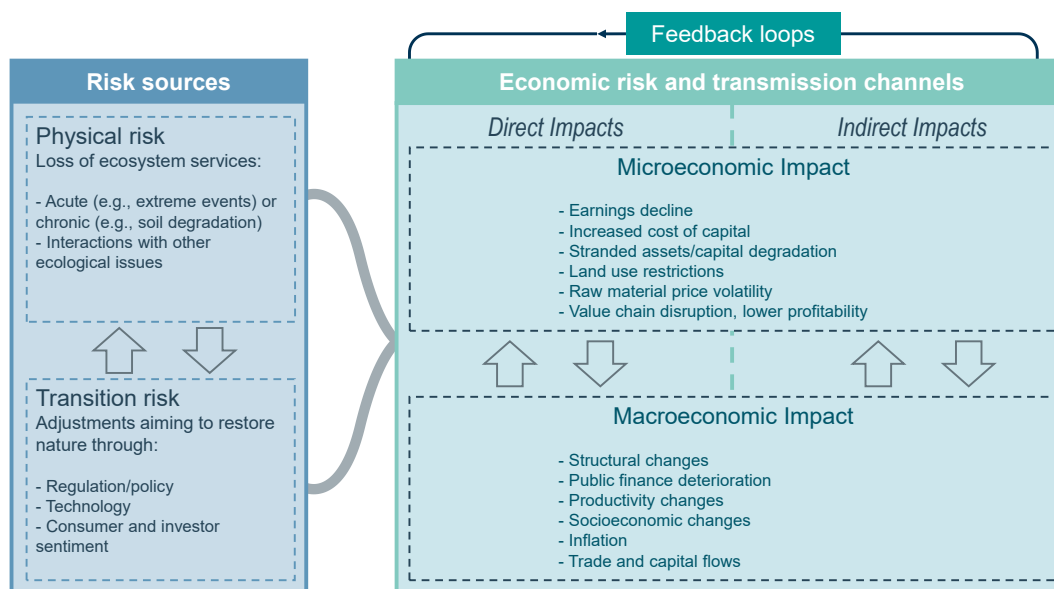 Feedback loops
Risk sources
Physical risk
Loss of ecosystem services:
- Acute (e.g., extreme events) or
chronic (e.g., soil degradation)
- Interactions with other
ecological issues
Transition risk
Adjustments aiming to restore
nature through:
- Regulation/policy
- Technology
- Consumer and investor
sentiment
Economic risk and transmission channels
Direct Impacts
Indirect Impacts
Microeconomic Impact
- Earnings decline
- Increased cost of capital
- Stranded assets/capital degradation
- Land use restrictions
- Raw material price volatility
- Value chain disruption, lower profitability
Macroeconomic Impact
- Structural changes
- Public finance deterioration
- Productivity changes
- Socioeconomic changes
- Inflation
- Trade and capital flows